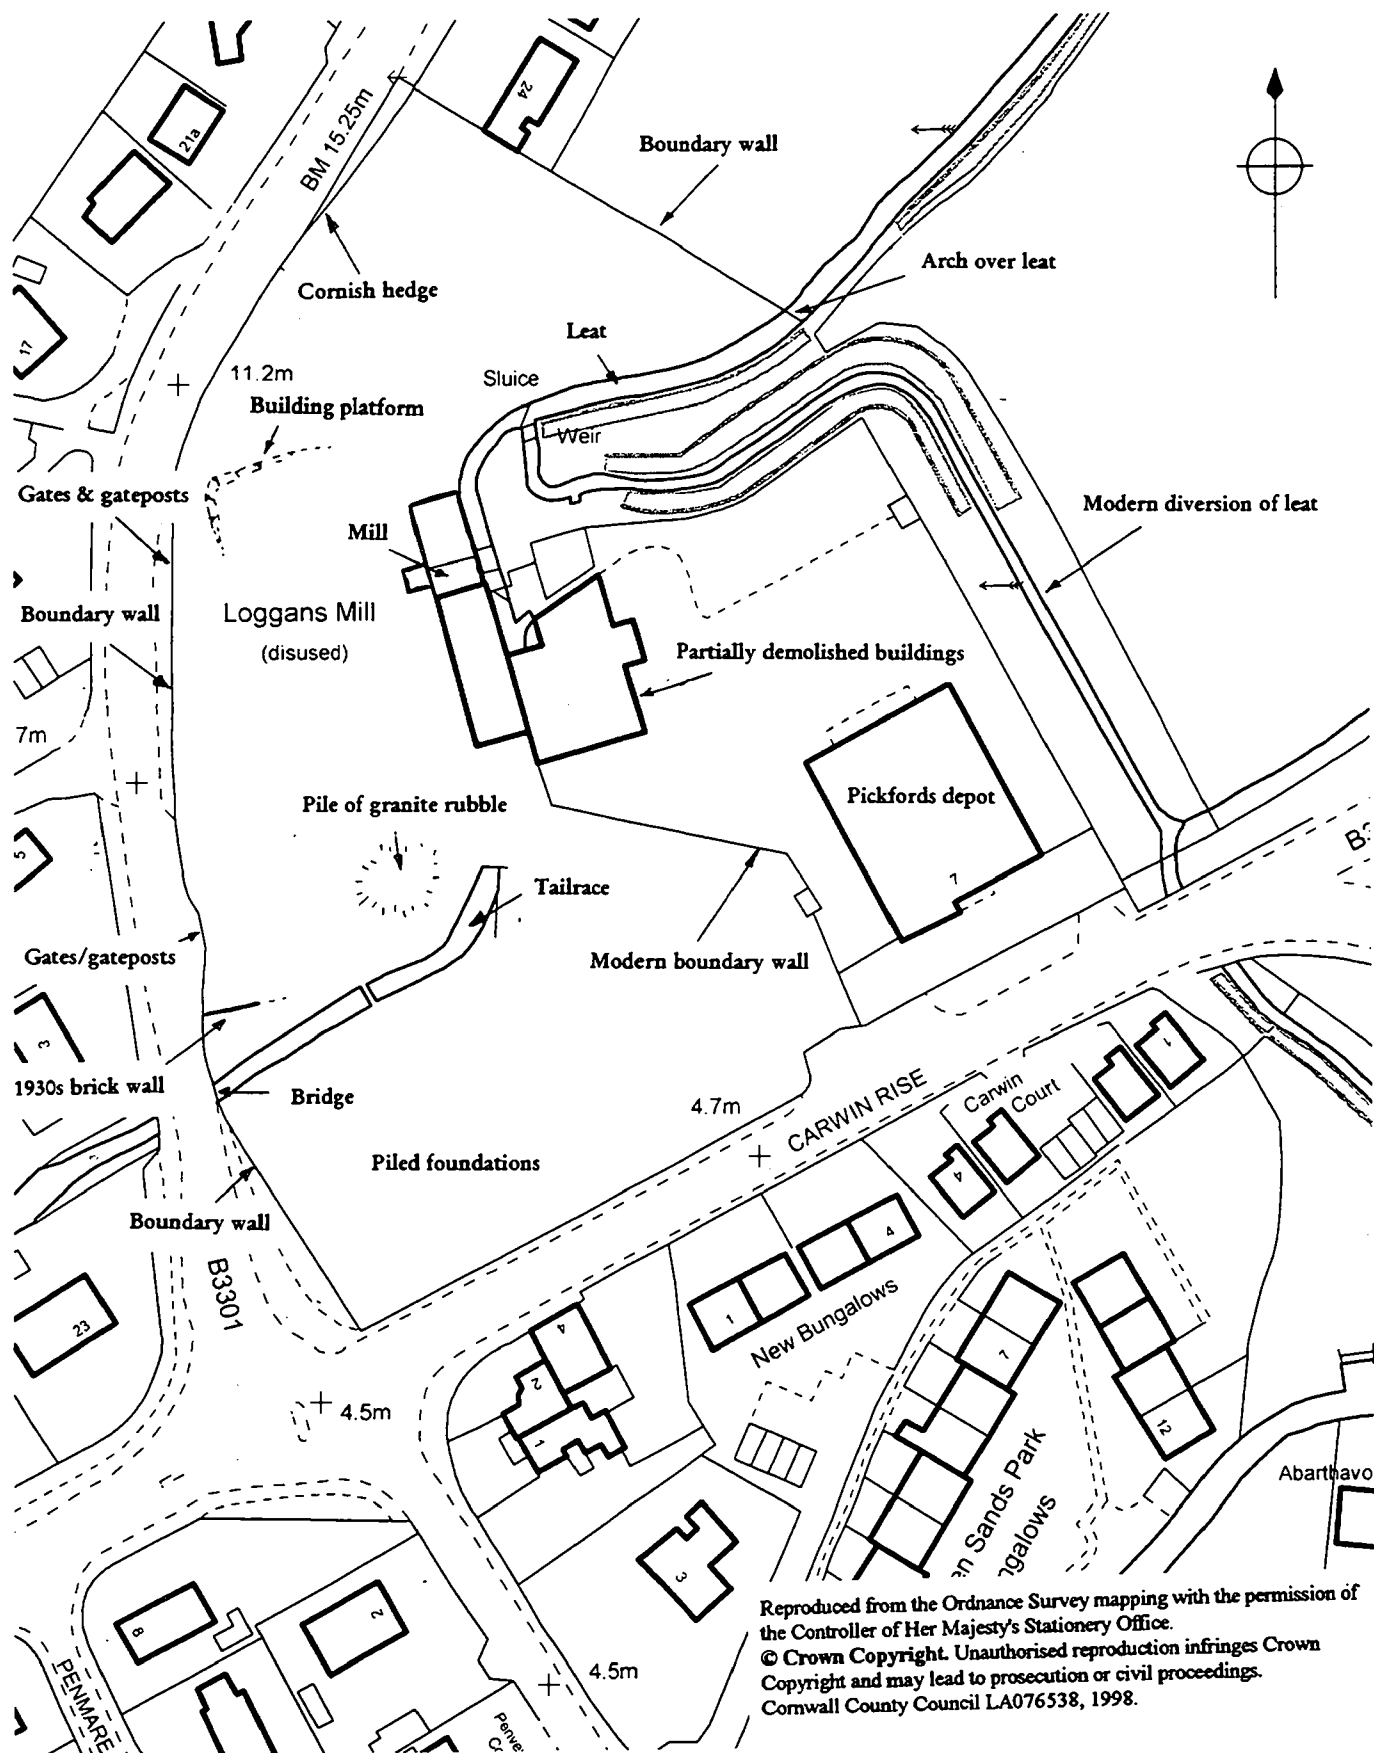 24
21a
BM 15.25m
Boundary wall
Arch over leat
Cornish hedge
17
Leat
11.2m
Sluice
Building platform
Weir
Gates & gateposts
Modern diversion of leat
Mill
Boundary wall
Loggans Mill
(disused)
Partially demolished buildings
7m
Pickfords depot
Pile of granite rubble
5
7
Tailrace
Gates/gateposts
Modern boundary wall
3
1
1930s brick wall
Bridge
4.7m
CARWIN RISE
Carwin
Court
4
Piled foundations
Boundary wall
4
B3301
23
1
New Bungalows
4
2
1
7
12
4.5m
en Sands Park
ngalows
Abarthavo
3
Reproduced from the Ordnance Survey mapping with the permission of
the Controller of Her Majesty's Stationery Office.
© Crown Copyright. Unauthorised reproduction infringes Crown
Copyright and may lead to prosecution or civil proceedings.
Cornwall County Council LA076538, 1998.
8
2
4.5m
PENMARE